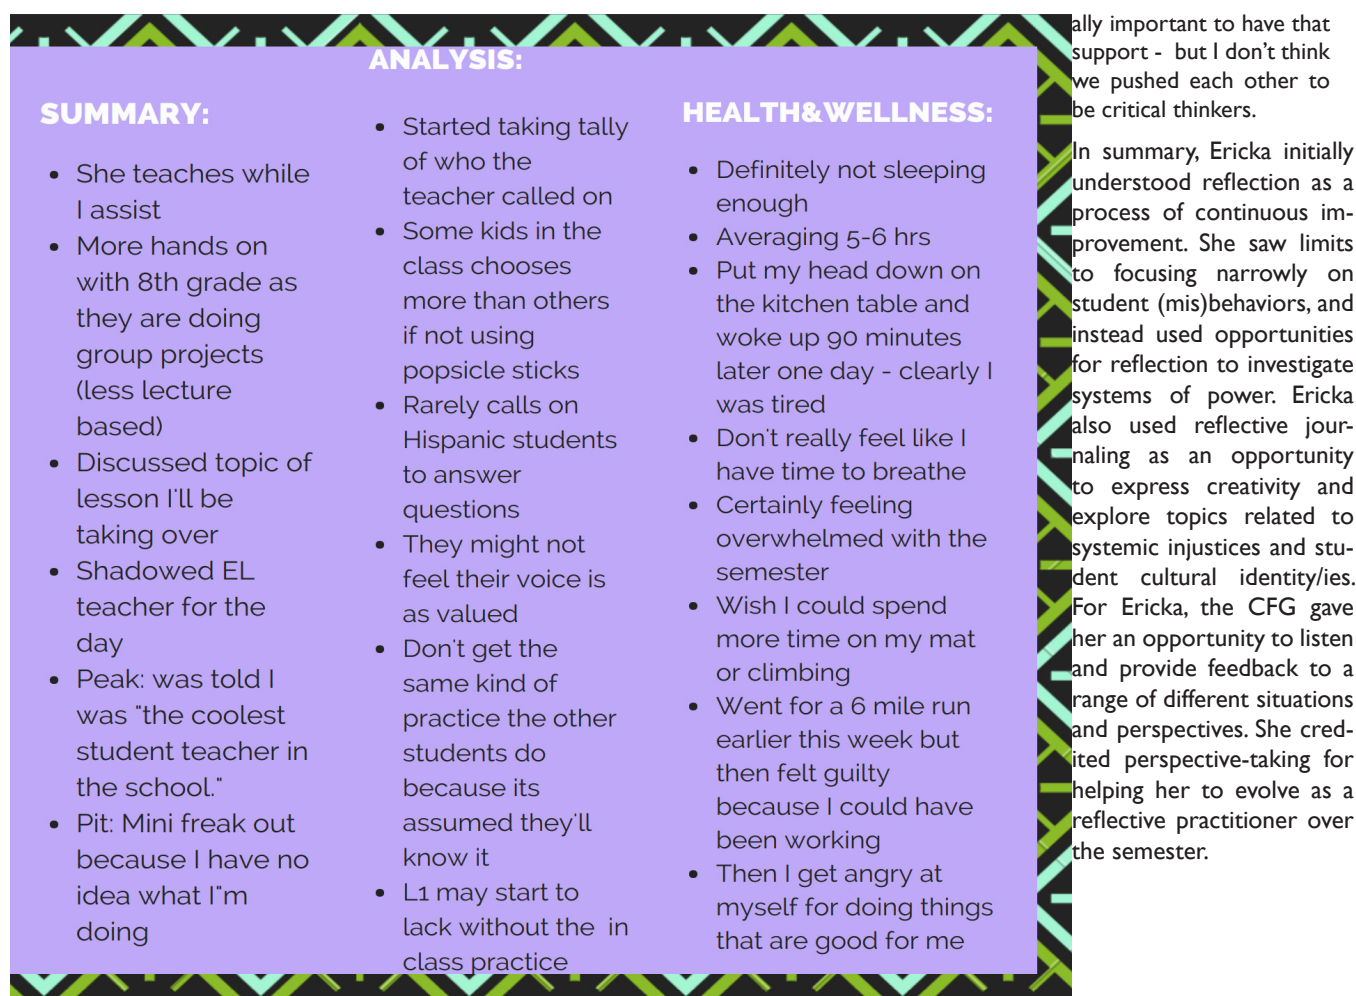 SUMMARY:
• She teaches while
I assist
• More hands on
with 8th grade as
they are doing
group projects
(less lecture
based)
• Discussed topic of
lesson I'll be
taking over
• Shadowed EL
teacher for the
day
• Peak: was told I
was "the coolest
student teacher in
the school."
• Pit: Mini freak out
because I have no
idea what I"m
doing
ANALYSIS:
• Started taking tally
of who the
teacher called on
• Some kids in the
class chooses
more than others
if not using
popsicle sticks
• Rarely calls on
Hispanic students
to answer
questions
• They might not
feel their voice is
as valued
• Don't get the
same kind of
practice the other
students do
because its
assumed they'll
know it
• L1 may start to
lack without the in
class practice
HEALTH&WELLNESS:
• Definitely not sleeping
enough
• Averaging 5-6 hrs
• Put my head down on
the kitchen table and
woke up 90 minutes
later one day - clearly I
was tired
• Don't really feel like I
have time to breathe
• Certainly feeling
overwhelmed with the
semester
• Wish I could spend
more time on my mat
or climbing
• Went for a 6 mile run
earlier this week but
then felt guilty
because I could have
been working
• Then I get angry at
myself for doing things
that are good for me
ally important to have that
support - but I don't think
we pushed each other to
be critical thinkers.
In summary, Ericka initially
understood reflection as a
process of continuous im-
provement. She saw limits
to focusing narrowly on
student (mis)behaviors, and
instead used opportunities
for reflection to investigate
systems of power. Ericka
also used reflective jour-
naling as an opportunity
to express creativity and
explore topics related to
systemic injustices and stu-
dent cultural identity/ies.
For Ericka, the CFG gave
her an opportunity to listen
and provide feedback to a
range of different situations
and perspectives. She cred-
ited perspective-taking for
helping her to evolve as a
reflective practitioner over
the semester.